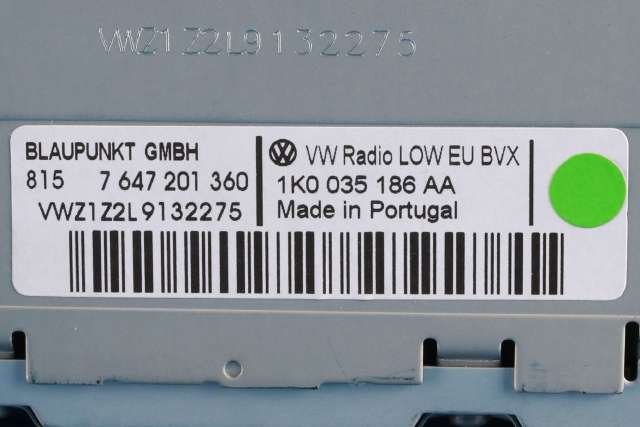 VWZ1Z2L9132275
BLAUPUNKT GMBH
815 7 647 201 360
VWZ1Z2L9132275
VW Radio LOW EU BVX
1K0 035 186 AA
Made in Portugal